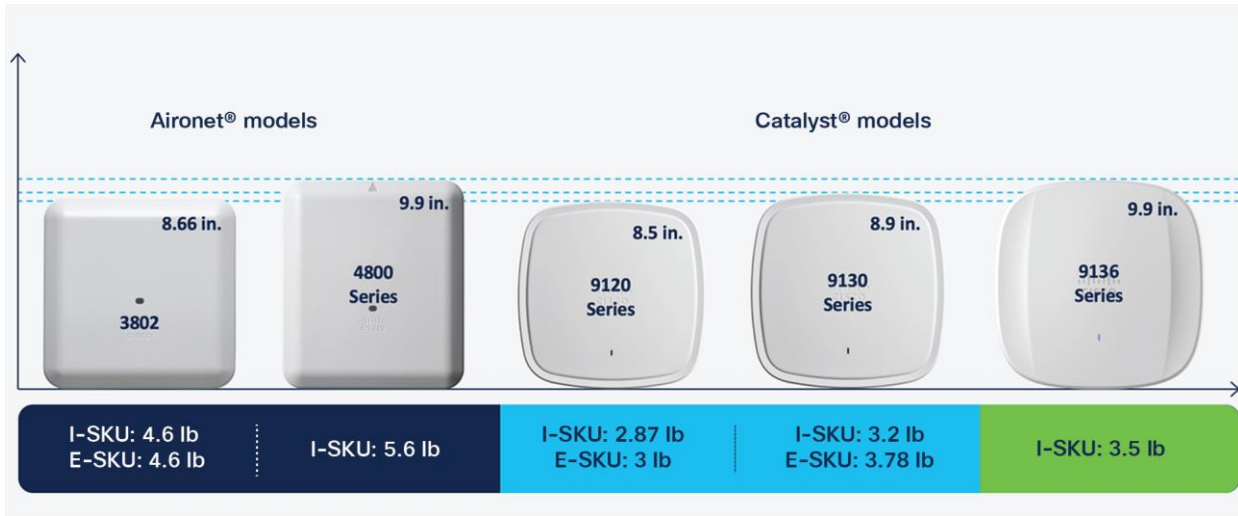 Aironet® models
Catalyst® models
8.66 in.
3802
9.9 in.
4800
Series
8.5 in.
9120
Series
8.9 in.
9130
Series
9.9 in.
9136
Series
I-SKU: 4.6 lb
E-SKU: 4.6 lb
I-SKU: 5.6 lb
I-SKU: 2.87 lb
E-SKU: 3 lb
I-SKU: 3.2 lb
E-SKU: 3.78 lb
I-SKU: 3.5 lb